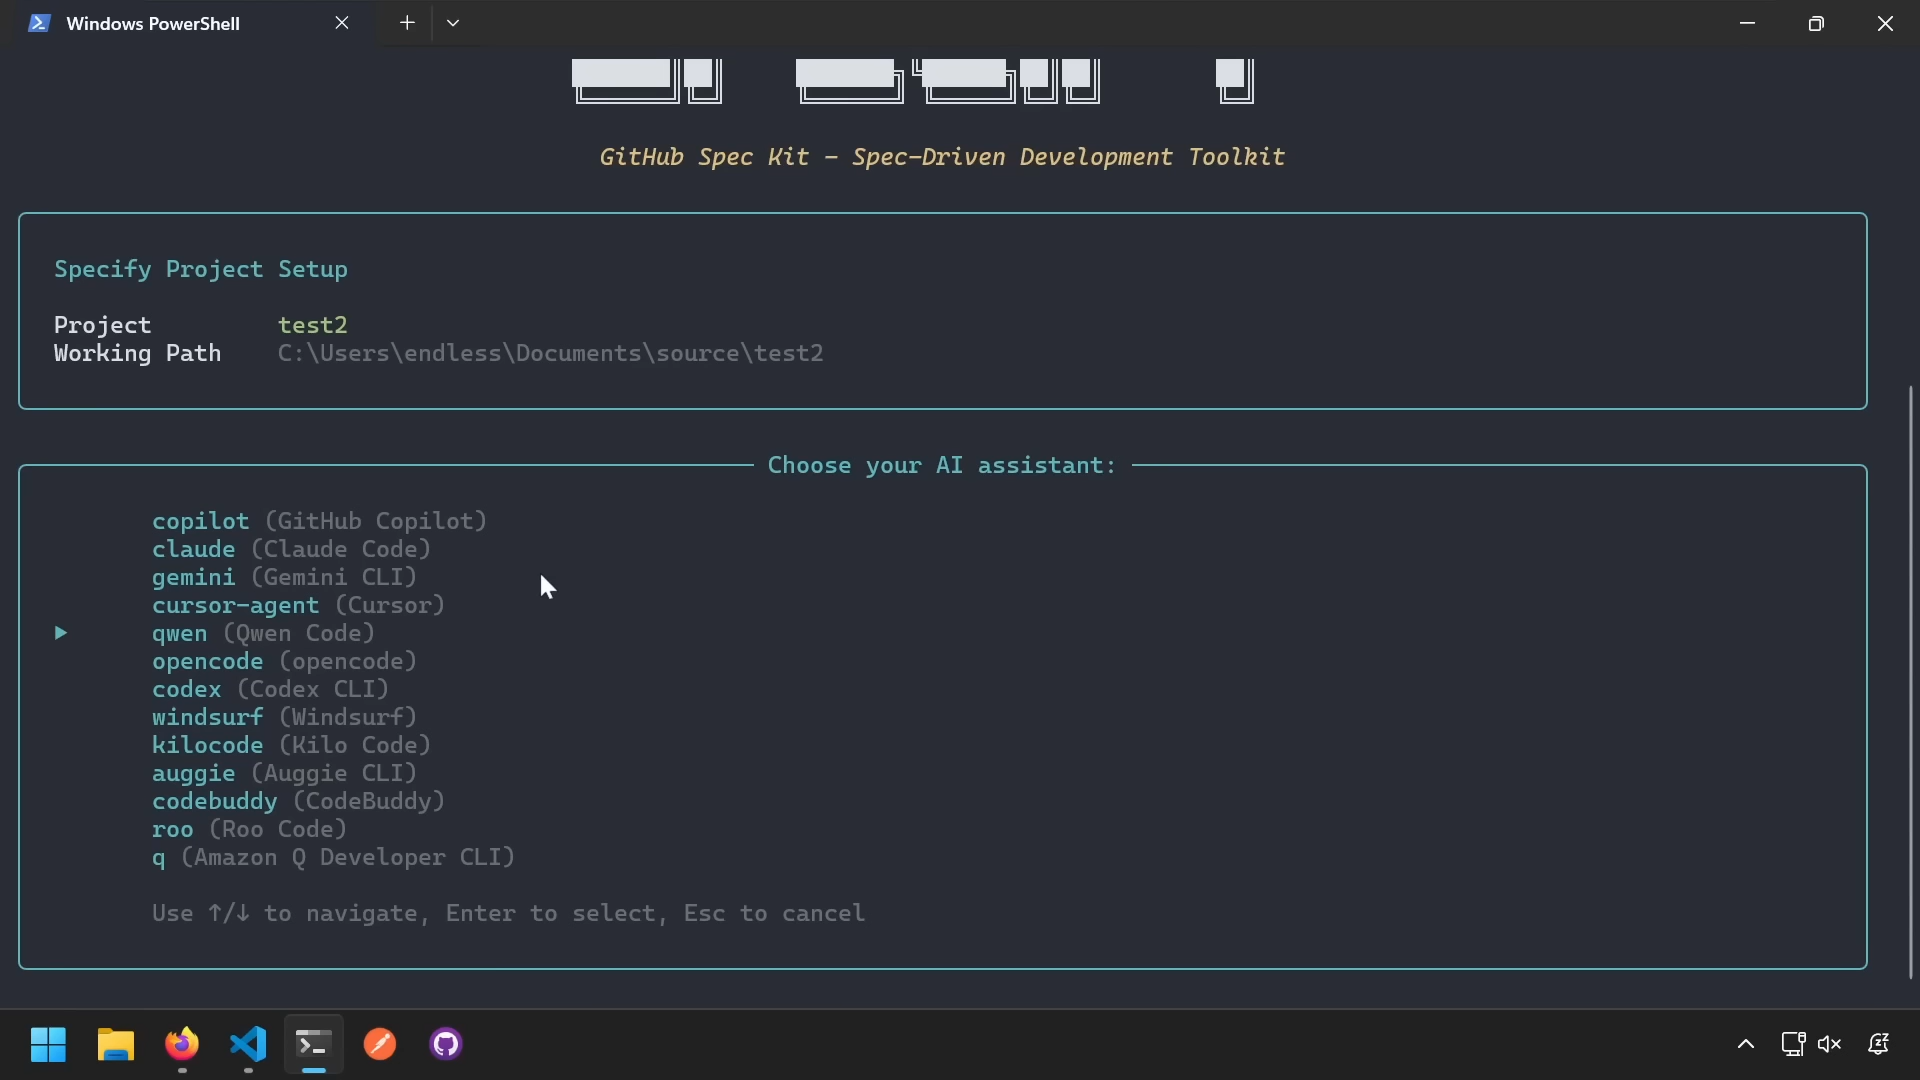 Windows PowerShell
GitHub Spec Kit - Spec-Driven Development Toolkit
Specify Project Setup
Project test2
Working Path C:\Users\endless\Documents\source\test2
Choose your AI assistant:
copilot (GitHub Copilot)
claude (Claude Code)
gemini (Gemini CLI)
cursor-agent (Cursor)
▶ qwen (Qwen Code)
opencode (opencode)
codex (Codex CLI)
windsurf (Windsurf)
kilocode (Kilo Code)
auggie (Auggie CLI)
codebuddy (CodeBuddy)
roo (Roo Code)
q (Amazon Q Developer CLI)
Use ↑/↓ to navigate, Enter to select, Esc to cancel